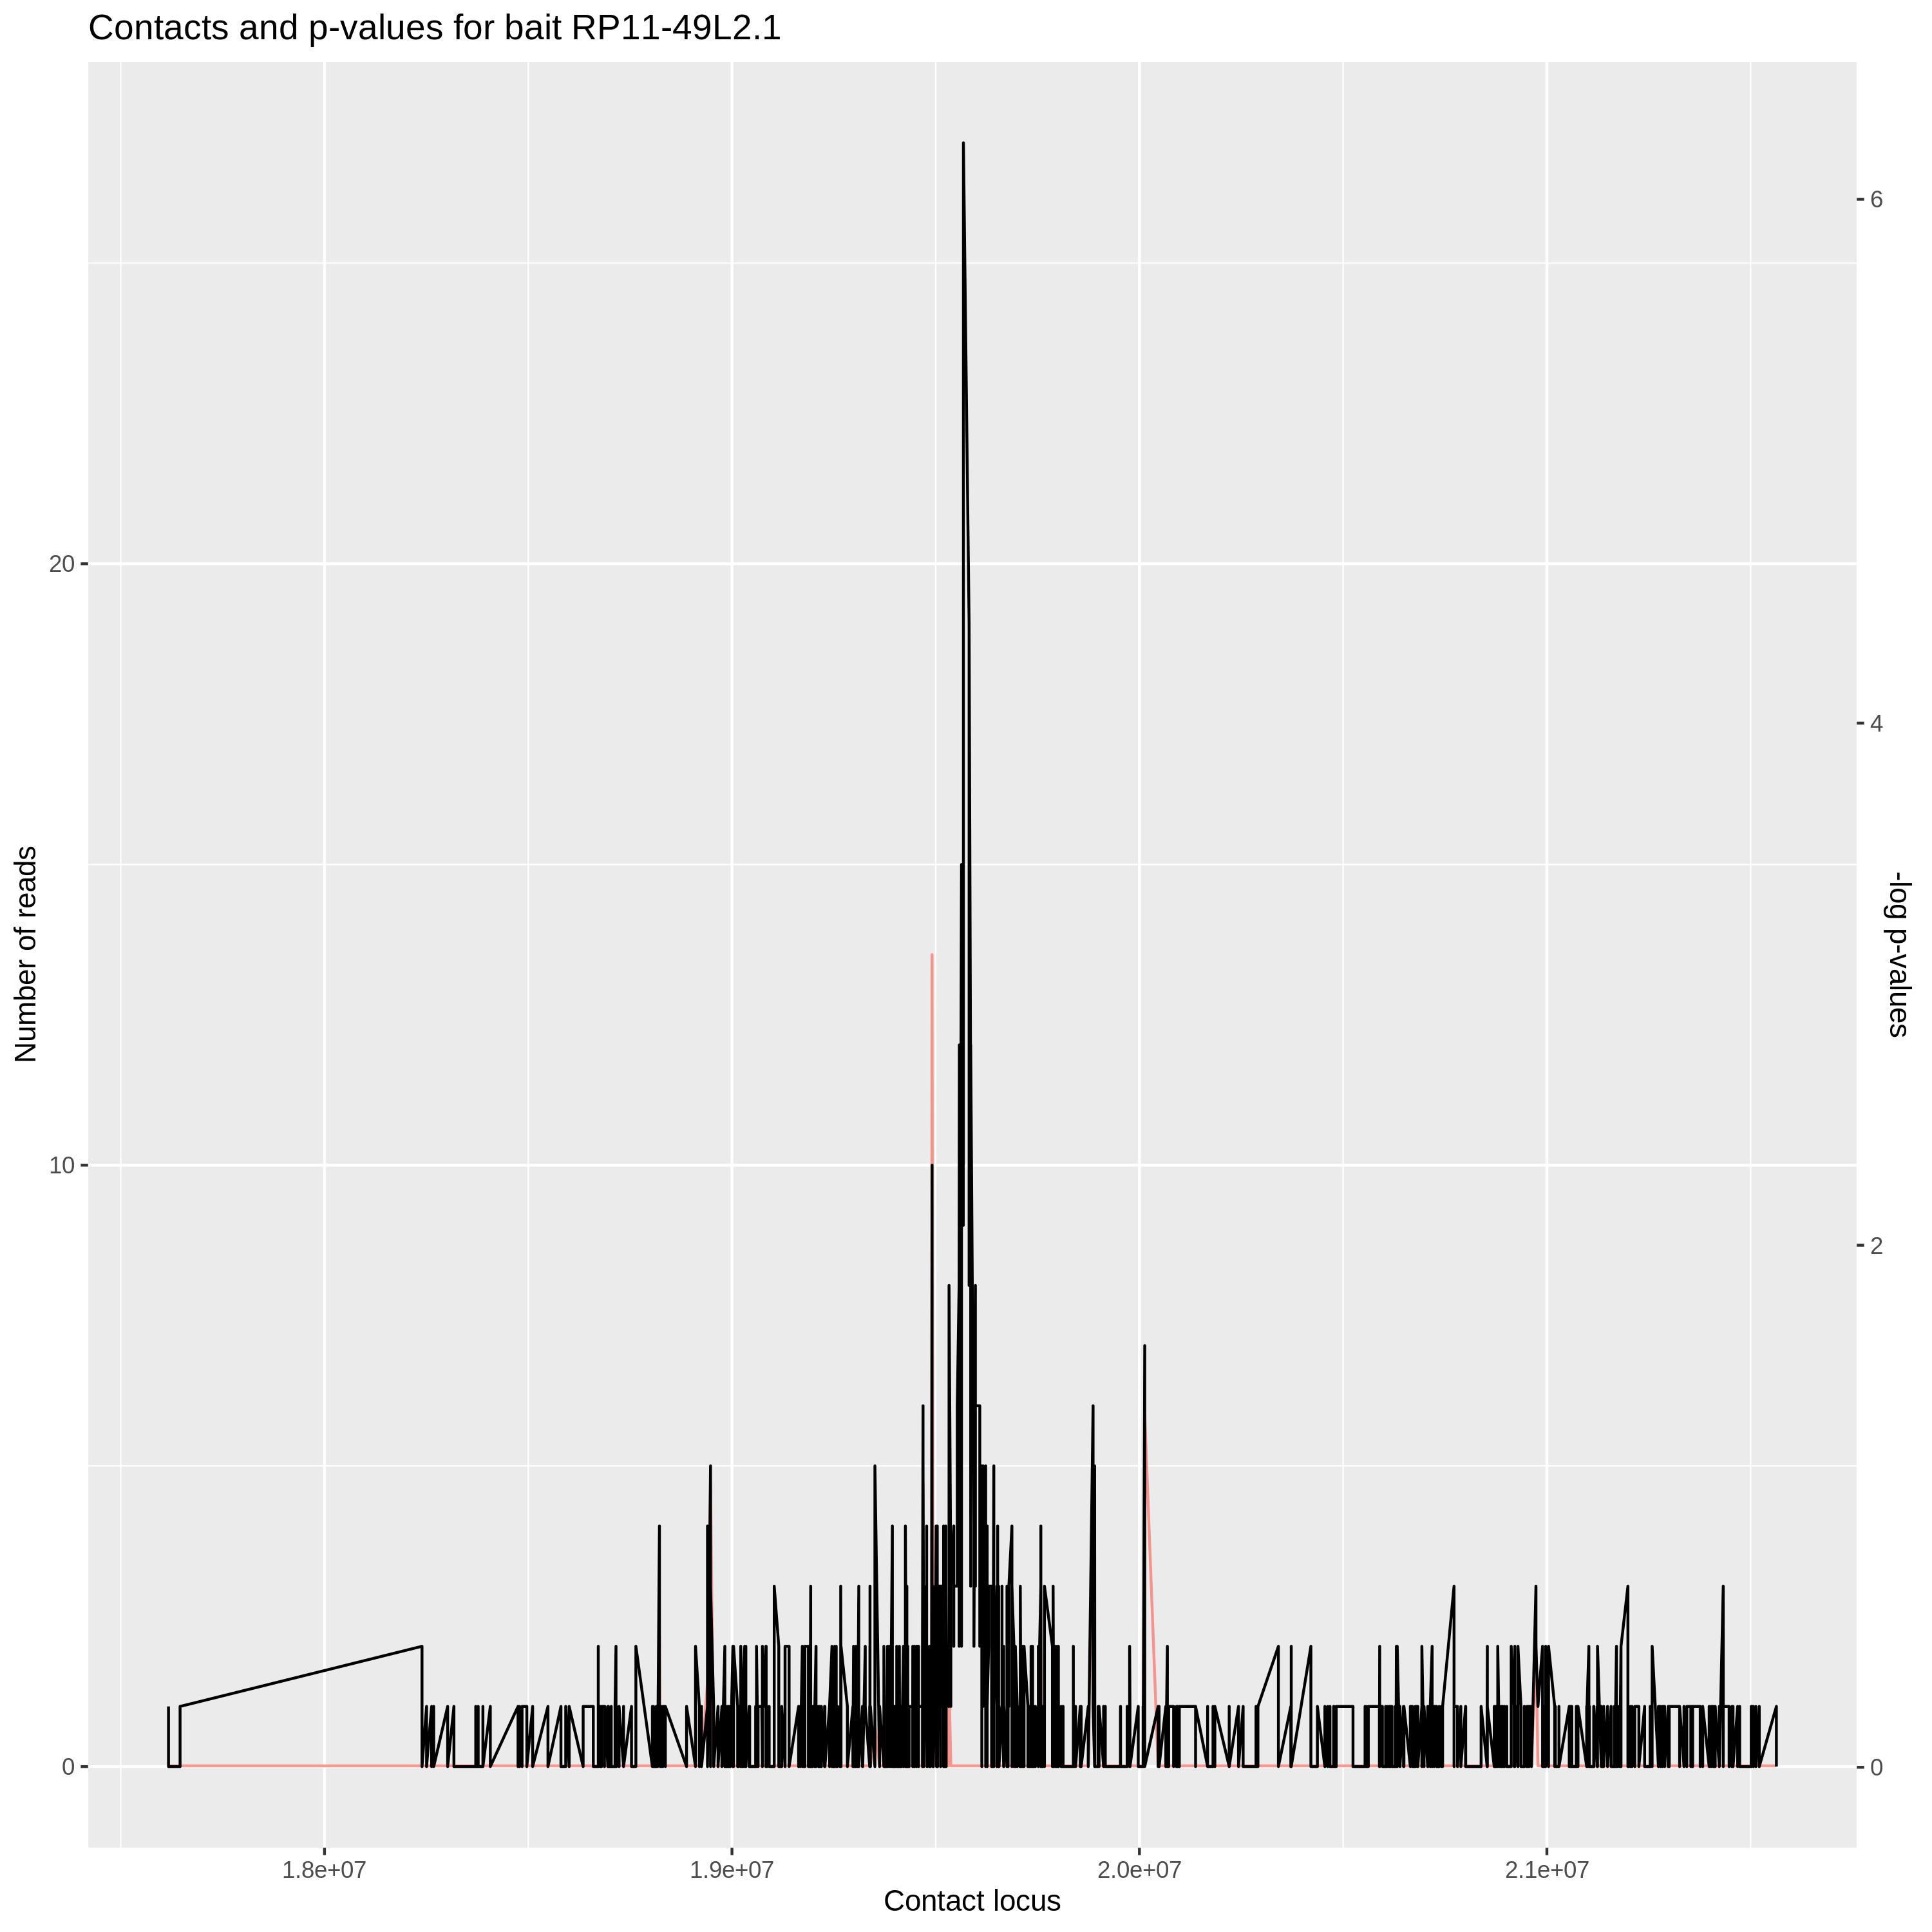 Contacts and p-values for bait RP11-49L2.1
Number of reads
20
10
0
6
4
2
0
-log p-values
1.8e+07
1.9e+07
2.0e+07
2.1e+07
Contact locus